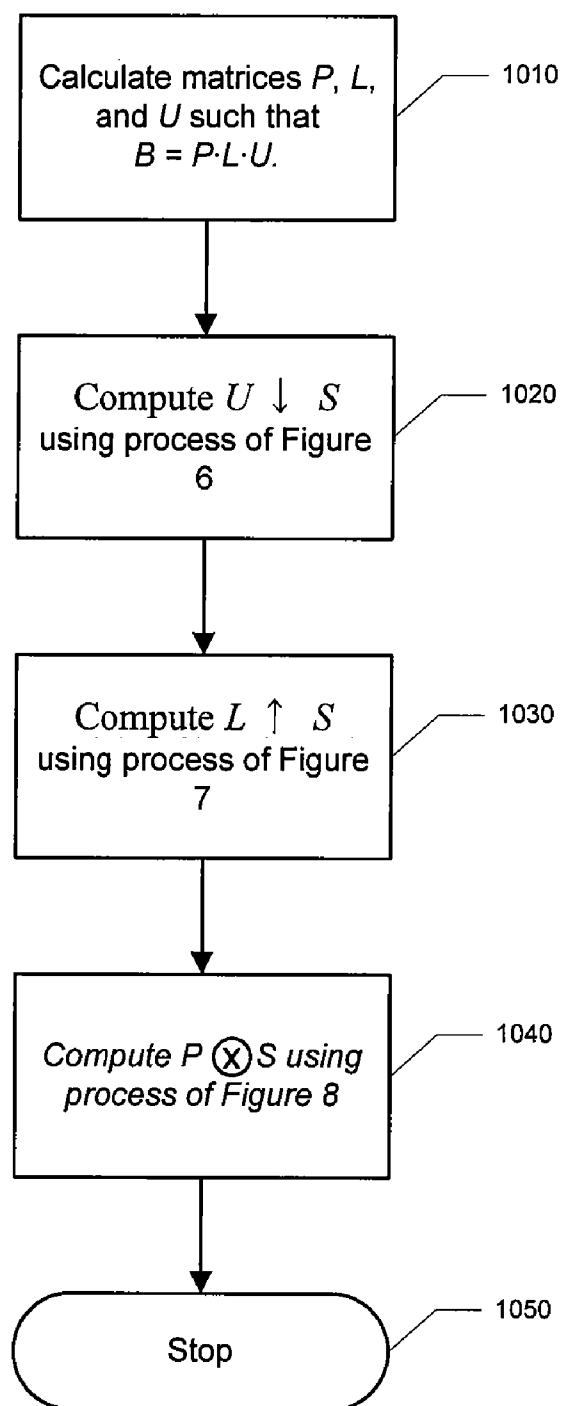 Calculate matrices P, L,
and U such that
B = P·L·U.
1010
Compute U ↓ S
using process of Figure
6
1020
Compute L ↑ S
using process of Figure
7
1030
Compute P ⊗ S using
process of Figure 8
1040
Stop
1050